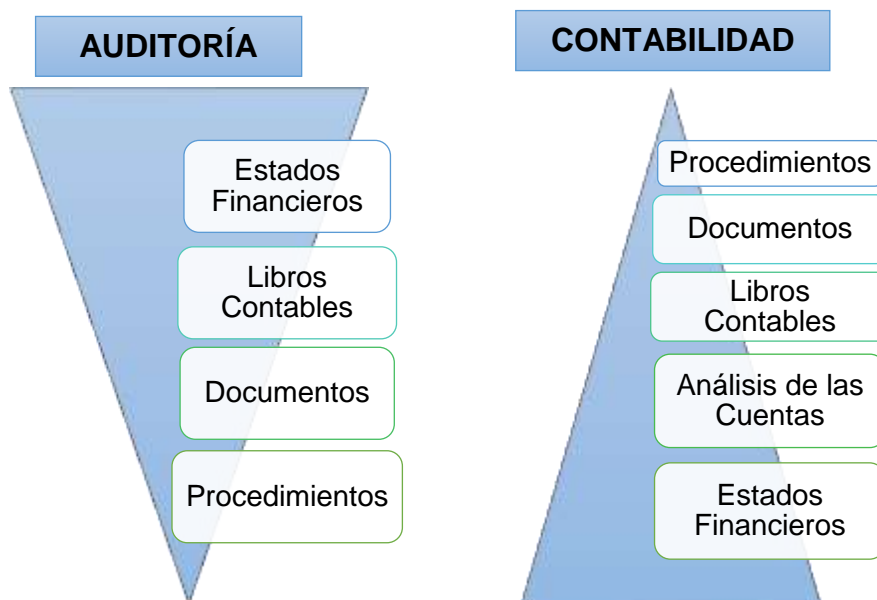 AUDITORÍA
Estados
Financieros
Libros
Contables
Documentos
Procedimientos
CONTABILIDAD
Procedimientos
Documentos
Libros
Contables
Análisis de las
Cuentas
Estados
Financieros